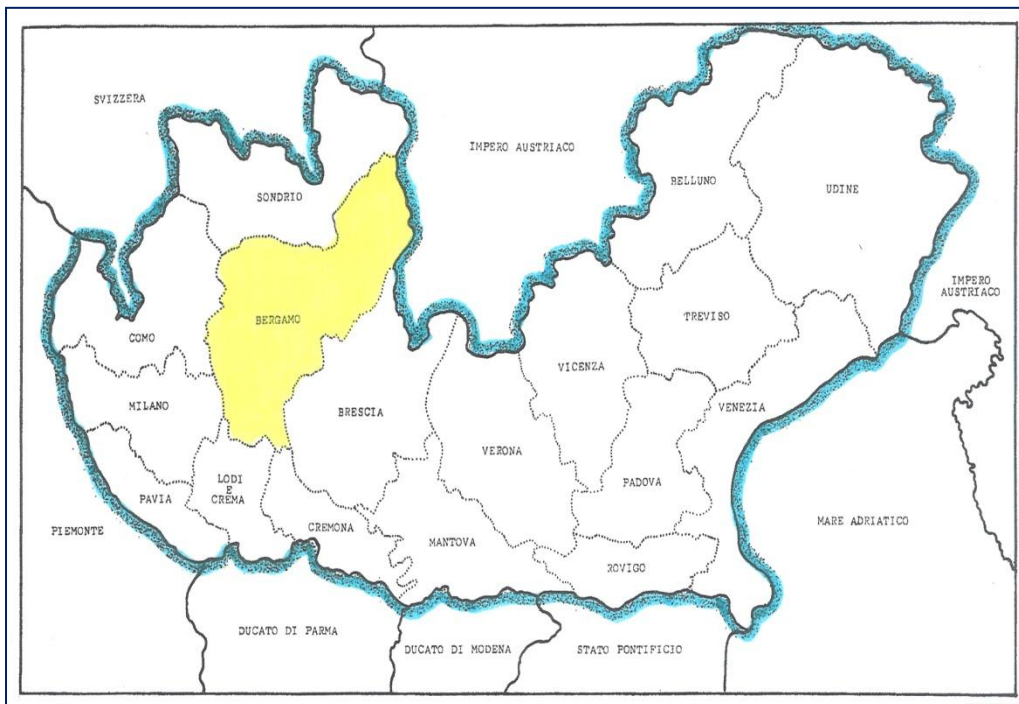 SVIZZERA
IMPERO AUSTRIACO
BELLUNO
UDINE
SONDRIO
IMPERO
AUSTRIACO
BERGAMO
TREVISO
COMO
VICENZA
MILANO
BRESCIA
VENEZIA
VERONA
LODI
E
CREMA
PADOVA
PAVIA
MARE ADRIATICO
PIEMONTE
CREMONA
MANTOVA
ROVIGO
DUCATO DI PARMA
DUCATO DI MODENA
STATO PONTIFICIO